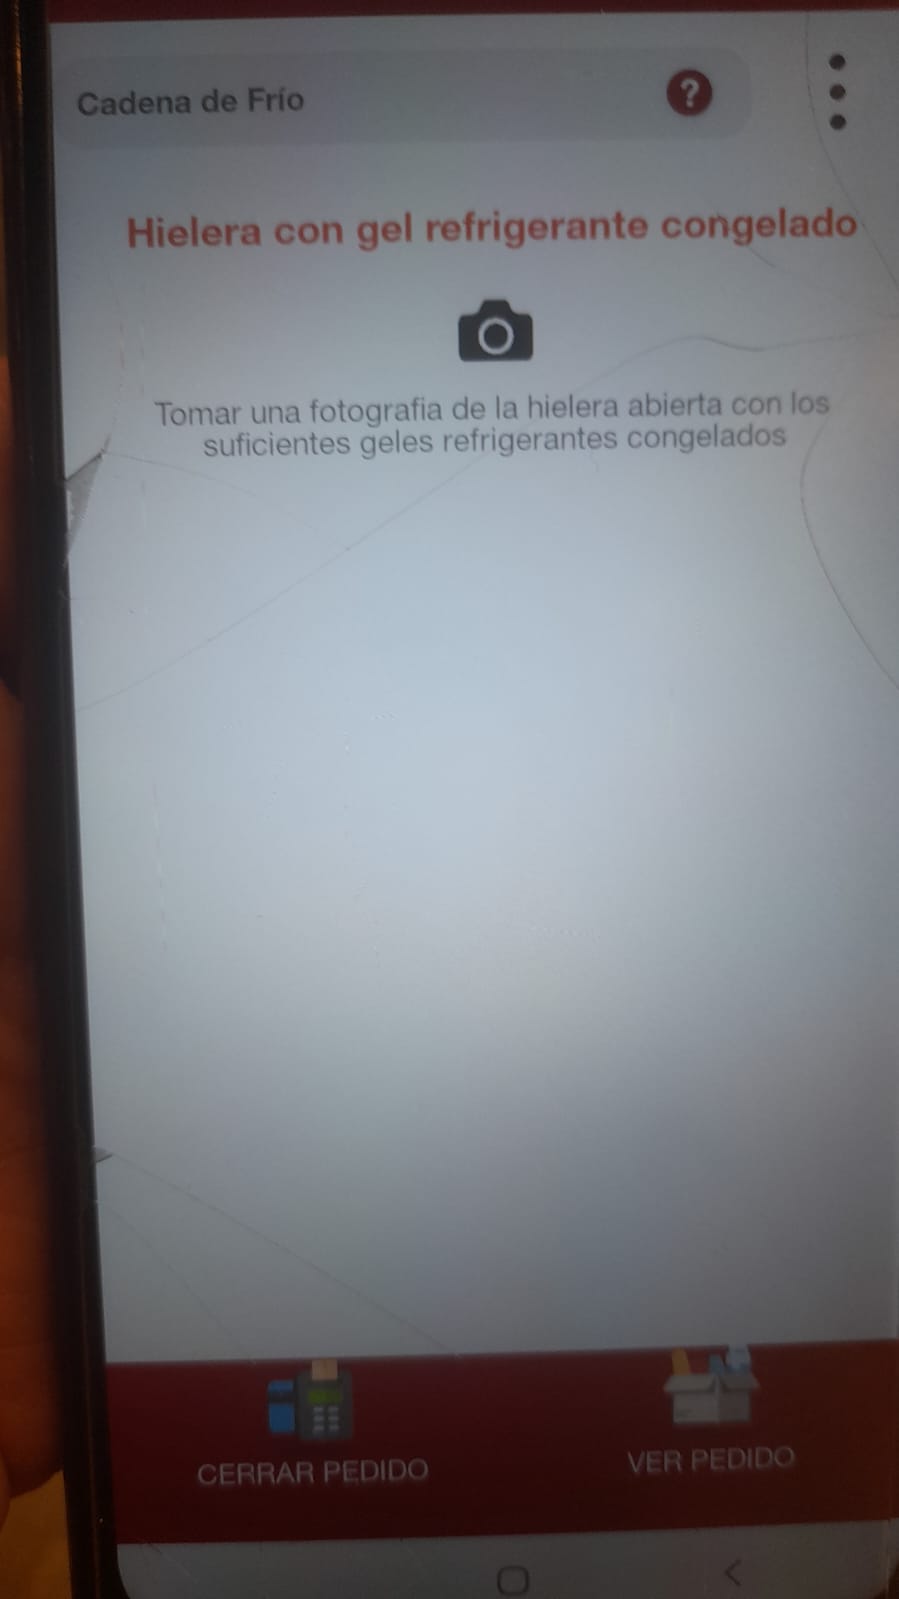 Cadena de Frío
?
Hielera con gel refrigerante congelado
Tomar una fotografia de la hielera abierta con los
suficientes geles refrigerantes congelados
CERRAR PEDIDO
VER PEDIDO